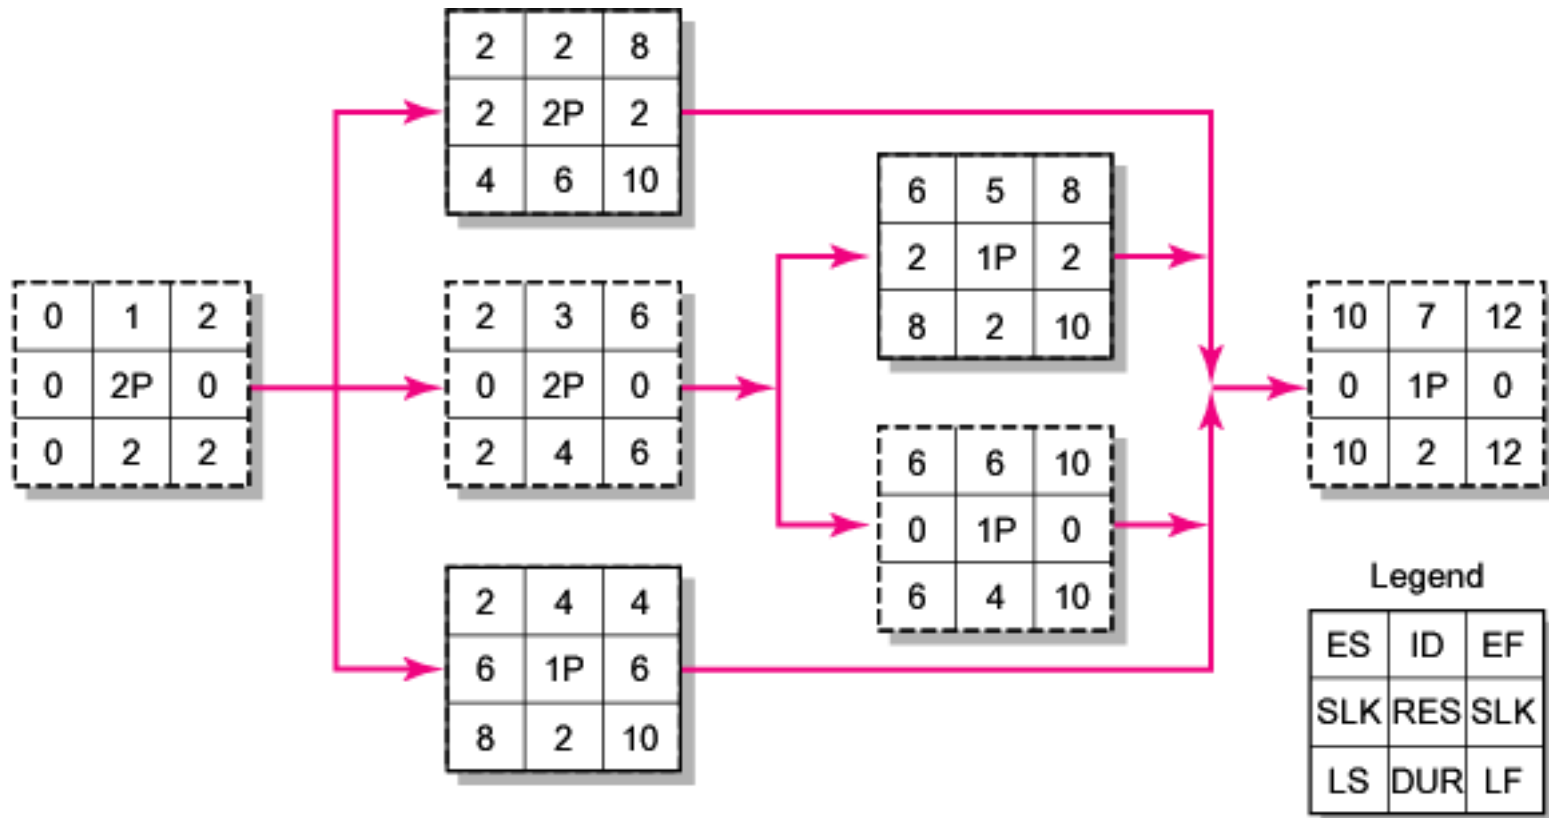 2 2 8
2 2P 2
4 6 10
6 5 8
2 1P 2
8 2 10
0 1 2
0 2P 0
0 2 2
2 3 6
0 2P 0
2 4 6
10 7 12
0 1P 0
10 2 12
6 6 10
0 1P 0
6 4 10
2 4 4
6 1P 6
8 2 10
Legend
ES ID EF
SLK RES SLK
LS DUR LF